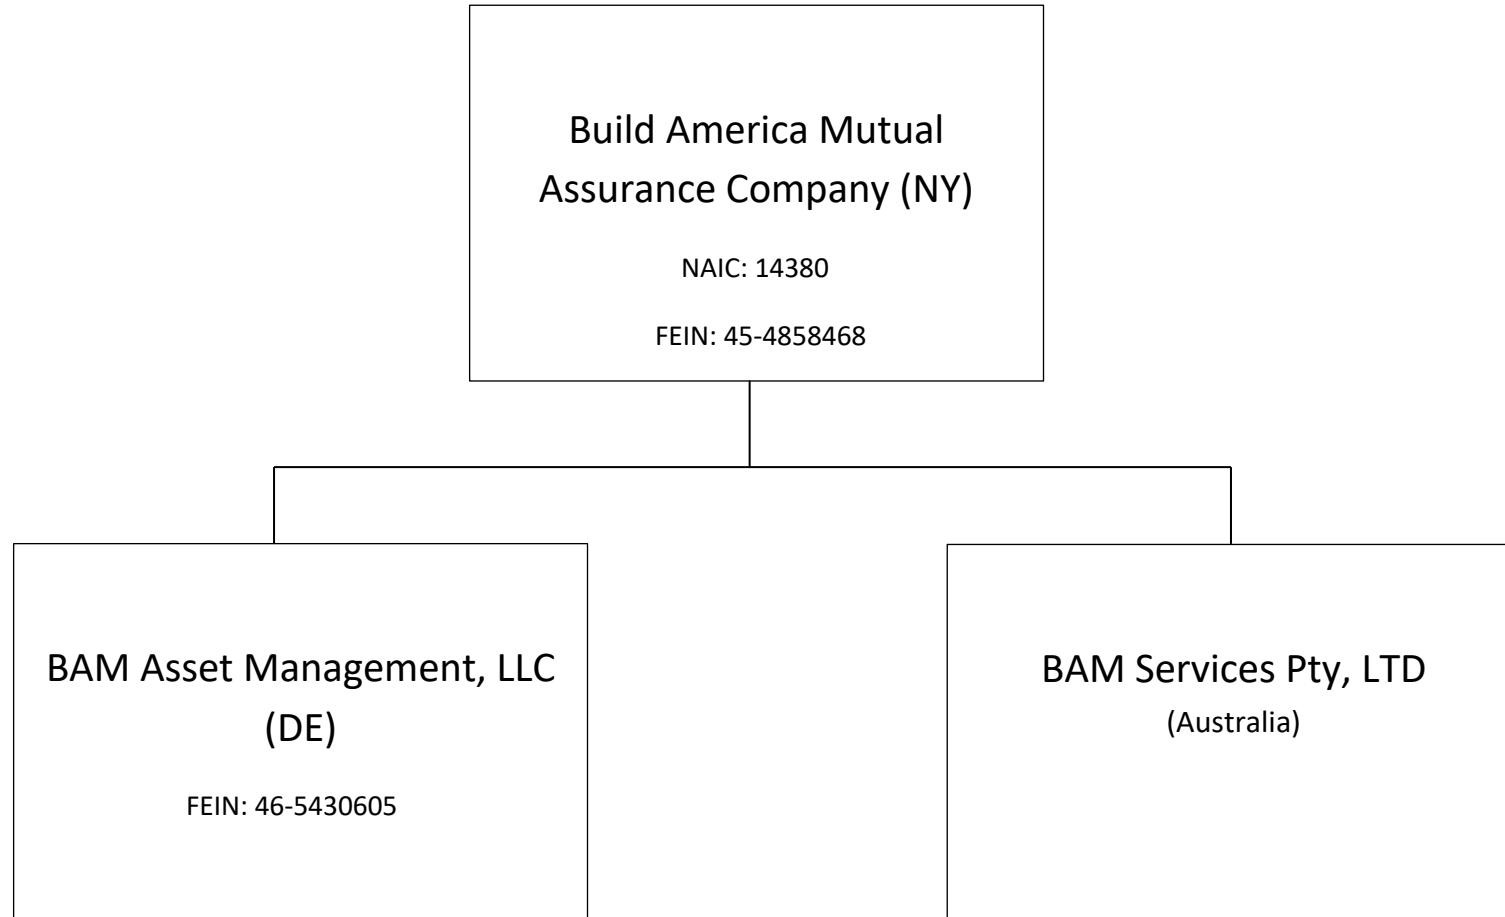 Build America Mutual
Assurance Company (NY)
NAIC: 14380
FEIN: 45-4858468
BAM Asset Management, LLC
(DE)
FEIN: 46-5430605
BAM Services Pty, LTD
(Australia)